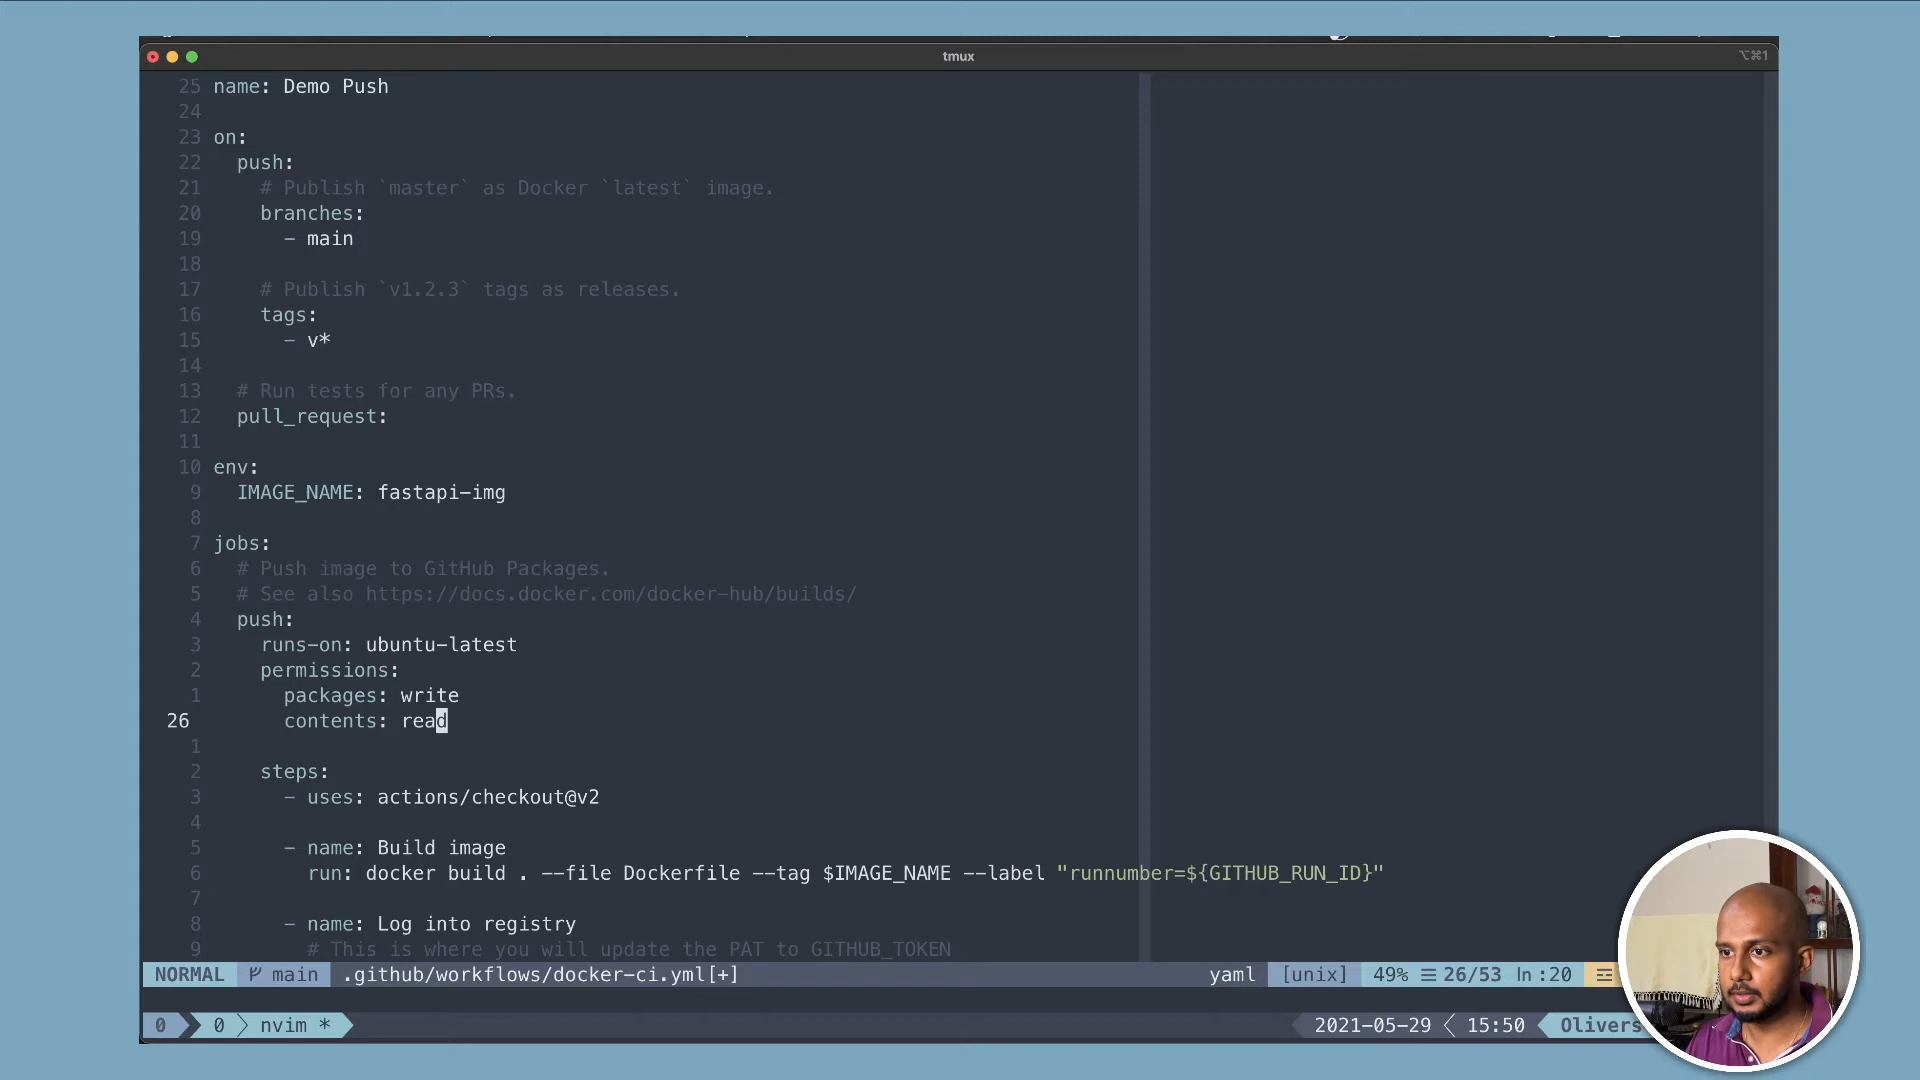 tmux
⌥⌘1
25 name: Demo Push
24
23 on:
22 push:
21 # Publish `master` as Docker `latest` image.
20 branches:
19 - main
18
17 # Publish `v1.2.3` tags as releases.
16 tags:
15 - v*
14
13 # Run tests for any PRs.
12 pull_request:
11
10 env:
9 IMAGE_NAME: fastapi-img
8
7 jobs:
6 # Push image to GitHub Packages.
5 # See also https://docs.docker.com/docker-hub/builds/
4 push:
3 runs-on: ubuntu-latest
2 permissions:
1 packages: write
26 contents: read
1
2 steps:
3 - uses: actions/checkout@v2
4
5 - name: Build image
6 run: docker build . --file Dockerfile --tag $IMAGE_NAME --label "runnumber=${GITHUB_RUN_ID}"
7
8 - name: Log into registry
9 # This is where you will update the PAT to GITHUB_TOKEN
NORMAL main .github/workflows/docker-ci.yml[+] yaml [unix] 49% ☰ 26/53 ln :20
0 0 nvim * 2021-05-29 15:50 Olivers